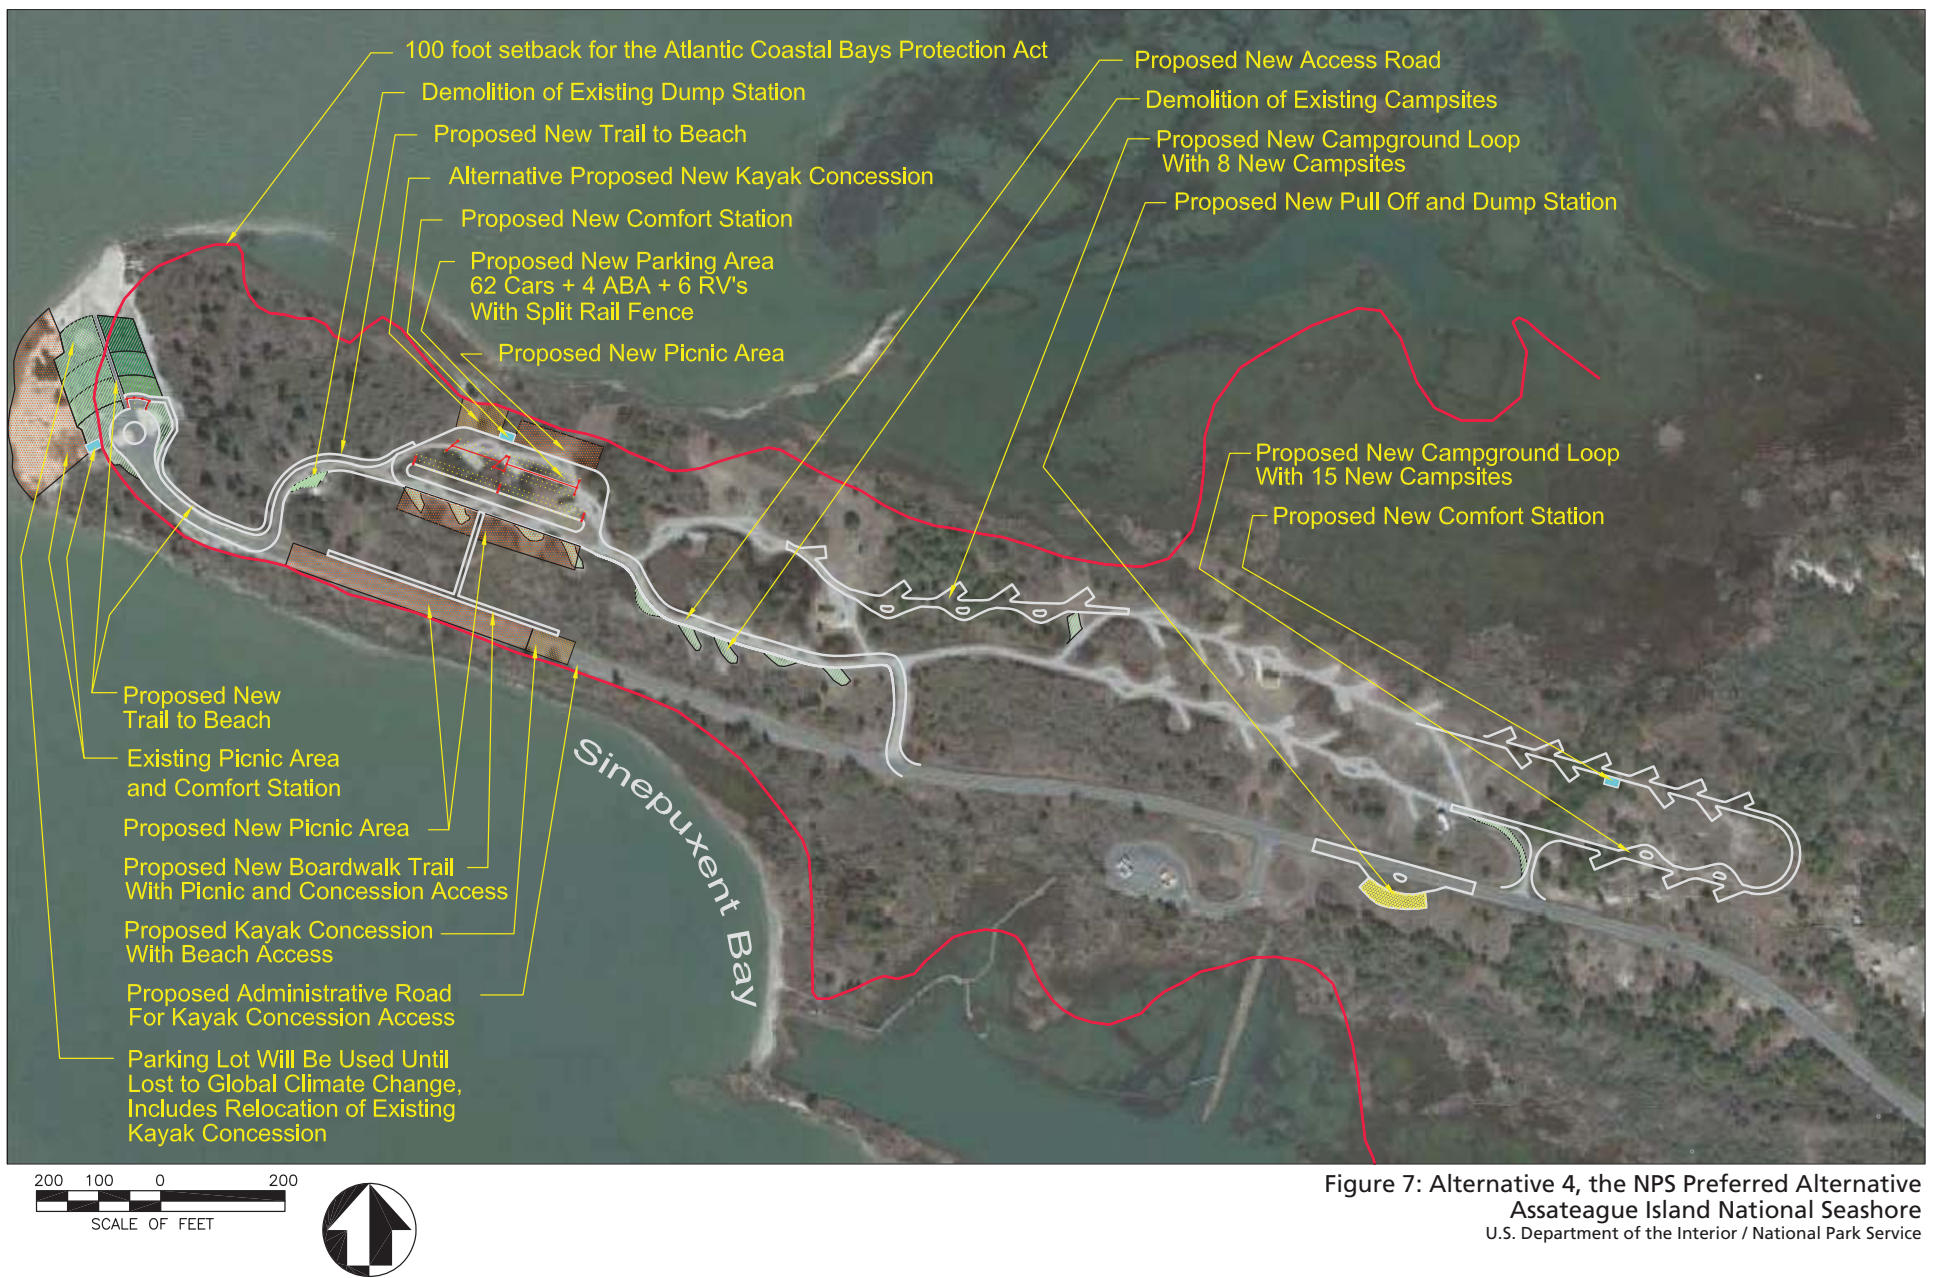 100 foot setback for the Atlantic Coastal Bays Protection Act
Demolition of Existing Dump Station
Proposed New Trail to Beach
Alternative Proposed New Kayak Concession
Proposed New Comfort Station
Proposed New Parking Area
62 Cars + 4 ABA + 6 RV's
With Split Rail Fence
Proposed New Picnic Area
Proposed New Access Road
Demolition of Existing Campsites
Proposed New Campground Loop
With 8 New Campsites
Proposed New Pull Off and Dump Station
Proposed New Campground Loop
With 15 New Campsites
Proposed New Comfort Station
Proposed New
Trail to Beach
Existing Picnic Area
and Comfort Station
Proposed New Picnic Area
Proposed New Boardwalk Trail
With Picnic and Concession Access
Proposed Kayak Concession
With Beach Access
Proposed Administrative Road
For Kayak Concession Access
Parking Lot Will Be Used Until
Lost to Global Climate Change,
Includes Relocation of Existing
Kayak Concession
Sinepuxent Bay
200 100 0 200
SCALE OF FEET
Figure 7: Alternative 4, the NPS Preferred Alternative
Assateague Island National Seashore
U.S. Department of the Interior / National Park Service